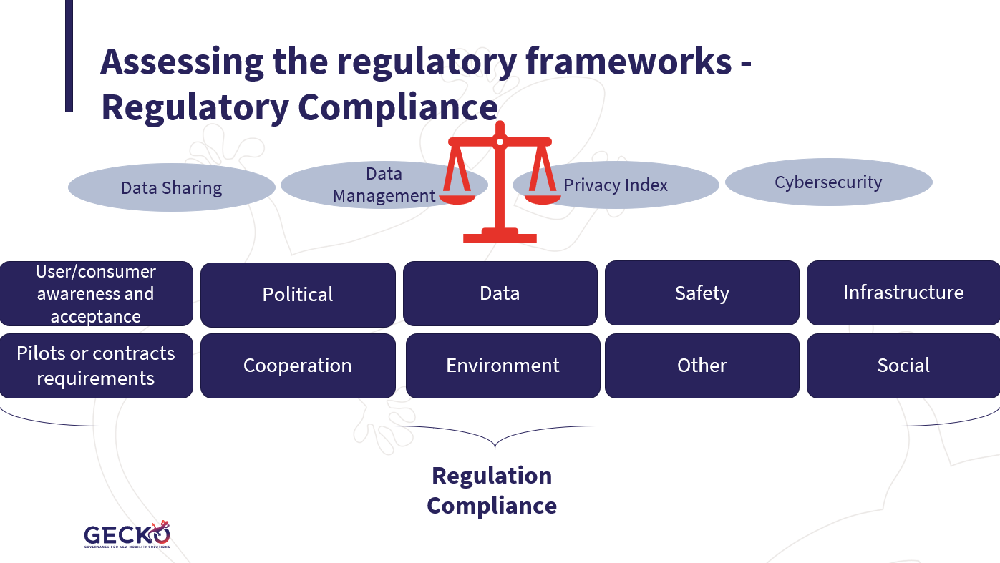 Assessing the regulatory frameworks -
Regulatory Compliance
Data Sharing
Data
Management
Privacy Index
Cybersecurity
User/consumer
awareness and
acceptance
Political
Data
Safety
Infrastructure
Pilots or contracts
requirements
Cooperation
Environment
Other
Social
Regulation
Compliance
GECKO
GOVERNANCE FOR NEW MOBILITY SOLUTIONS